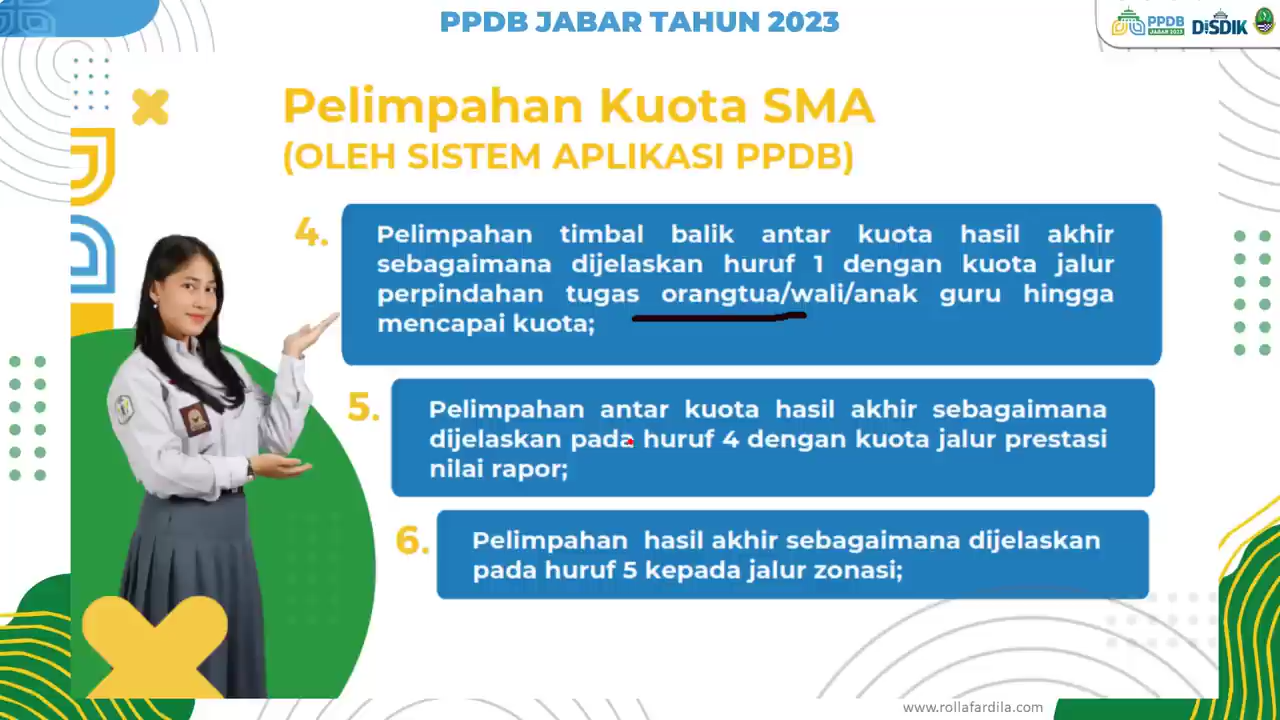 PPDB JABAR TAHUN 2023
PPDB
JABAR 2023
DISDIK
Pelimpahan Kuota SMA
(OLEH SISTEM APLIKASI PPDB)
4.
Pelimpahan timbal balik antar kuota hasil akhir
sebagaimana dijelaskan huruf 1 dengan kuota jalur
perpindahan tugas orangtua/wali/anak guru hingga
mencapai kuota;
5.
Pelimpahan antar kuota hasil akhir sebagaimana
dijelaskan pada huruf 4 dengan kuota jalur prestasi
nilai rapor;
6.
Pelimpahan hasil akhir sebagaimana dijelaskan
pada huruf 5 kepada jalur zonasi;
www.rollafardila.com